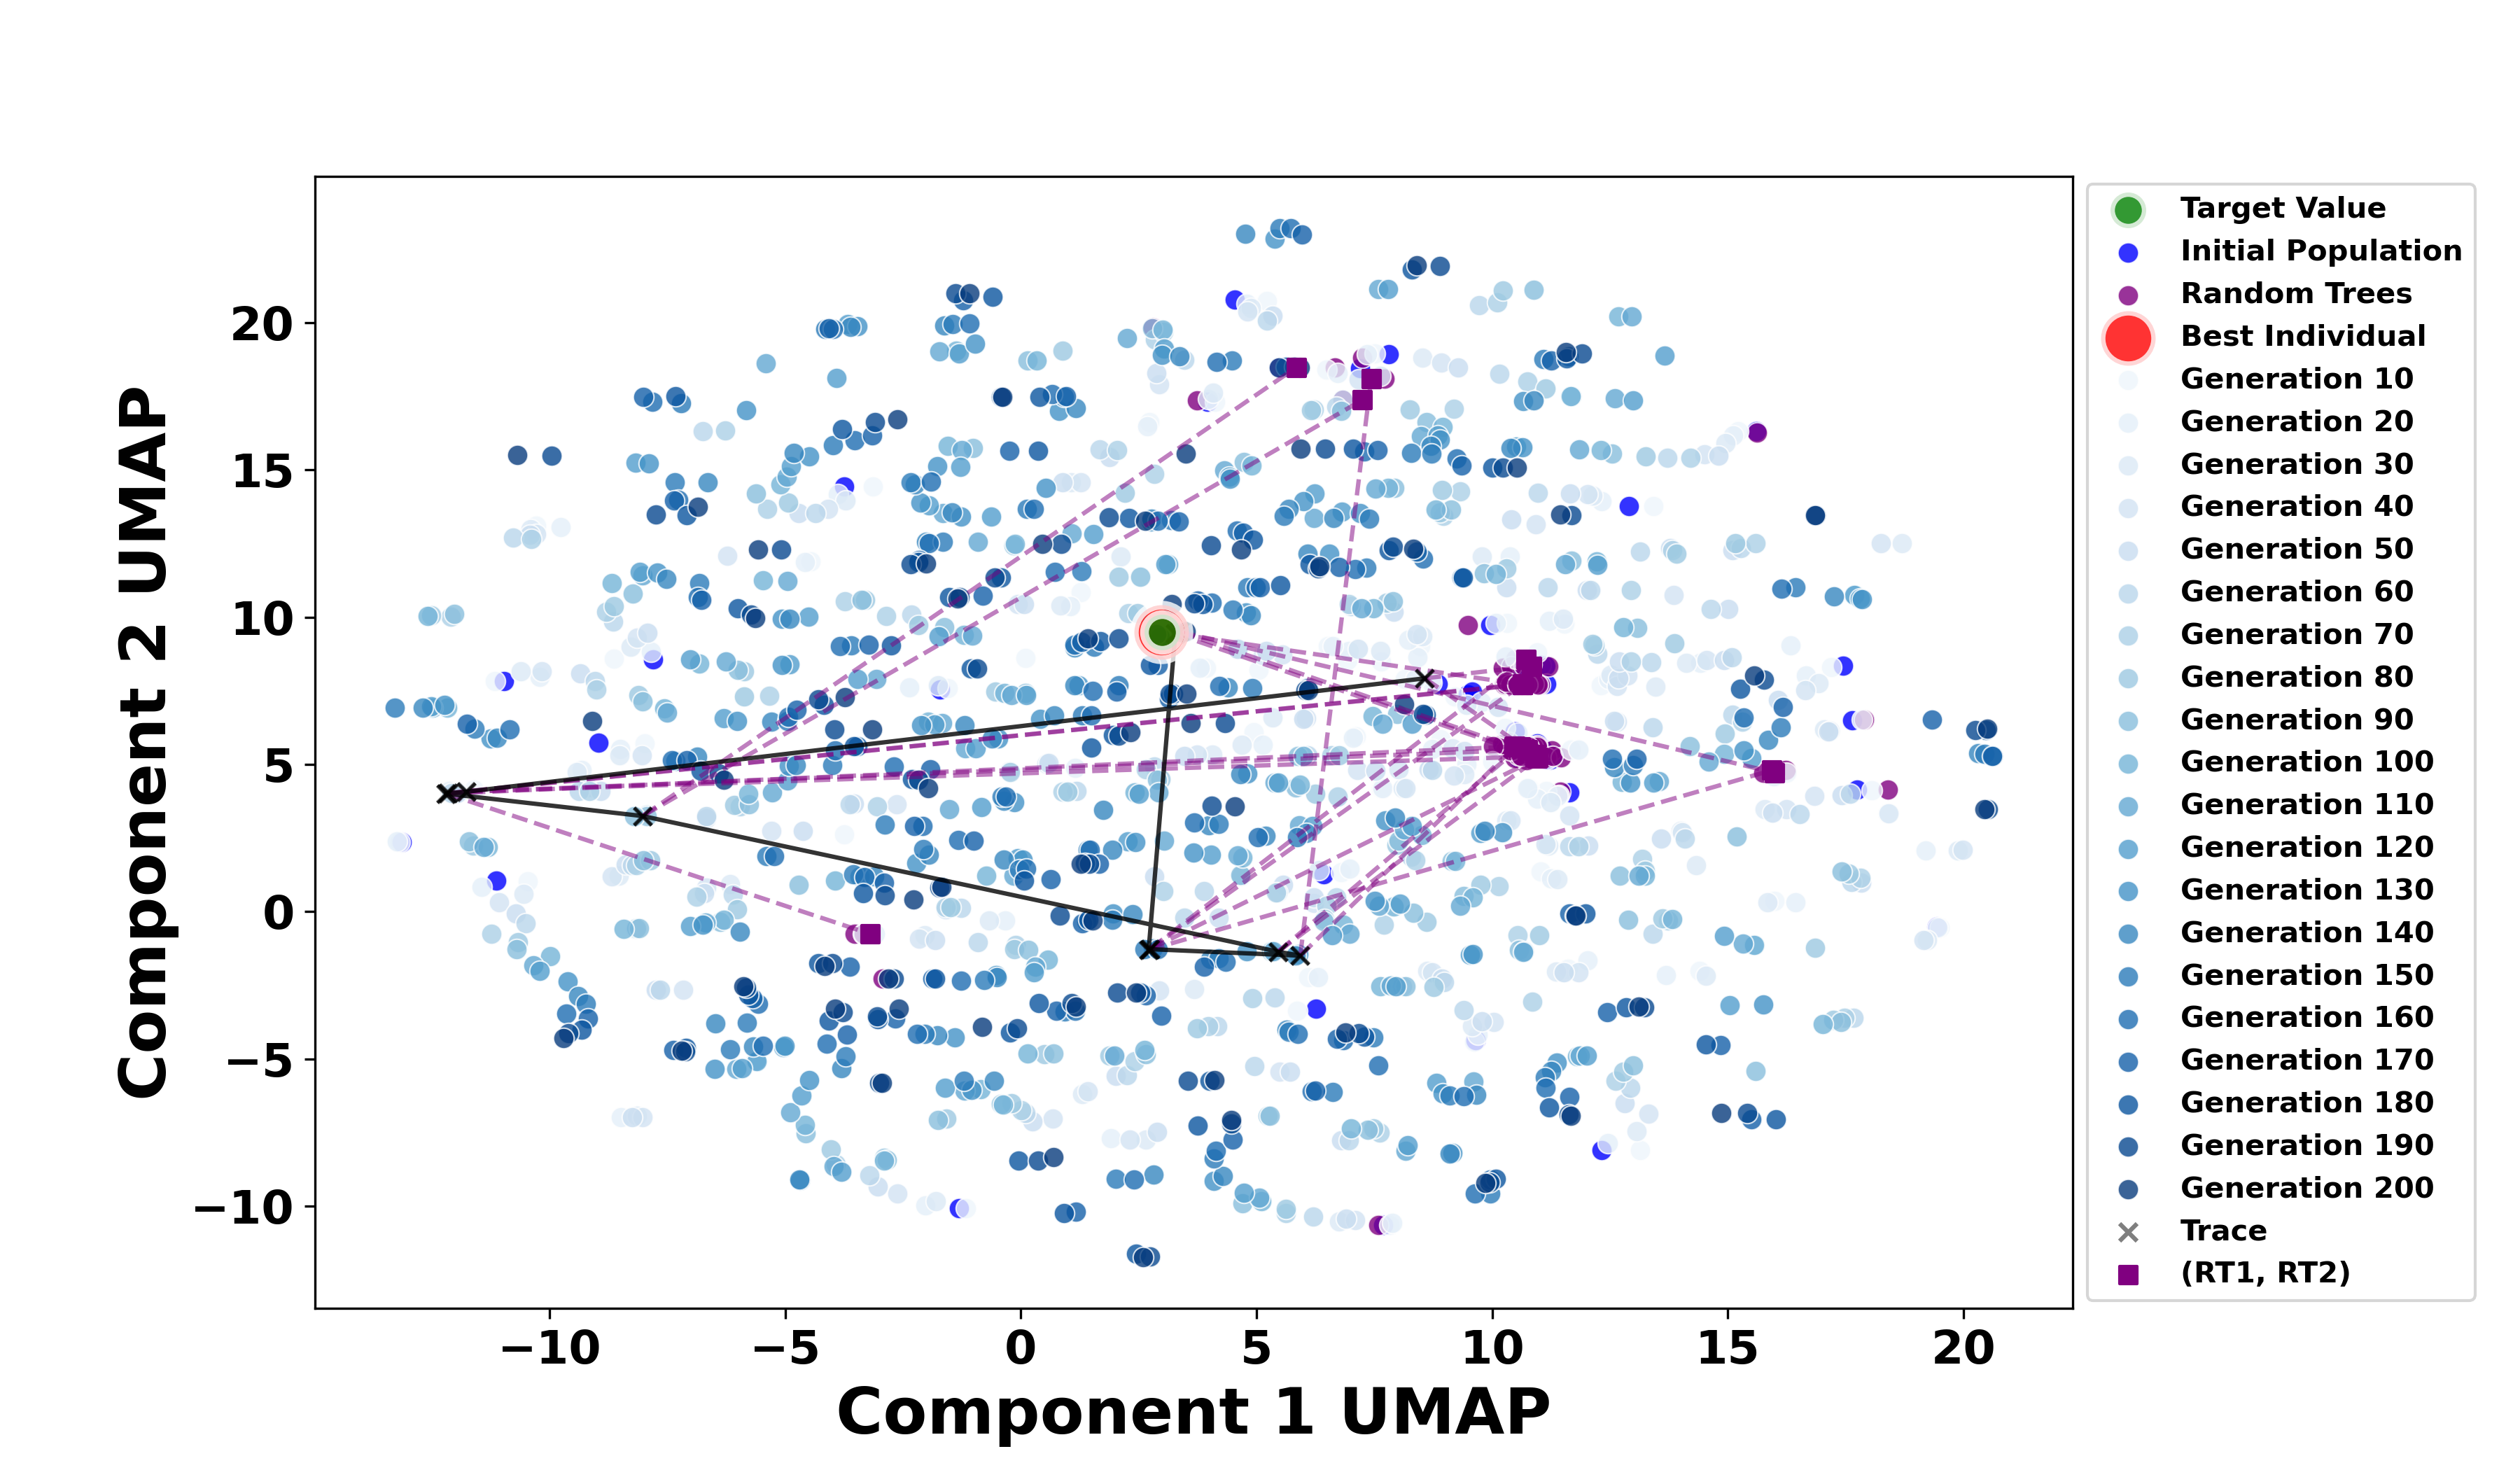 Component 2 UMAP
20
15
10
5
0
−5
−10
−10
−5
0
5
10
15
20
Component 1 UMAP
Target Value
Initial Population
Random Trees
Best Individual
Generation 10
Generation 20
Generation 30
Generation 40
Generation 50
Generation 60
Generation 70
Generation 80
Generation 90
Generation 100
Generation 110
Generation 120
Generation 130
Generation 140
Generation 150
Generation 160
Generation 170
Generation 180
Generation 190
Generation 200
Trace
(RT1, RT2)